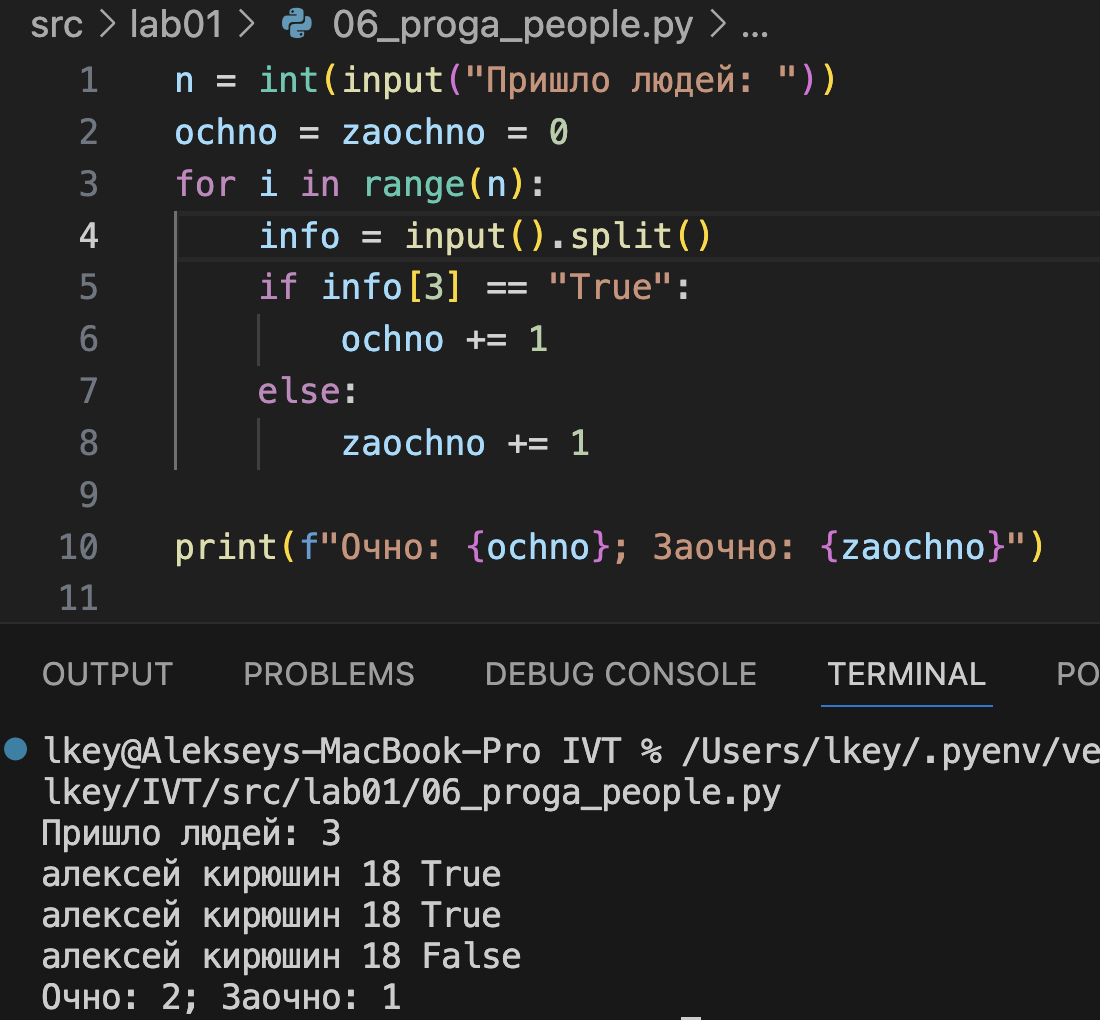 src > lab01 > 06_proga_people.py > ...
1 n = int(input("Пришло людей: "))
2 ochno = zaochno = 0
3 for i in range(n):
4     info = input().split()
5     if info[3] == "True":
6         ochno += 1
7     else:
8         zaochno += 1
9
10 print(f"Очно: {ochno}; Заочно: {zaochno}")
11
OUTPUT PROBLEMS DEBUG CONSOLE TERMINAL PO
lkey@Alekseys-MacBook-Pro IVT % /Users/lkey/.pyenv/ve
lkey/IVT/src/lab01/06_proga_people.py
Пришло людей: 3
алексей кирюшин 18 True
алексей кирюшин 18 True
алексей кирюшин 18 False
Очно: 2; Заочно: 1